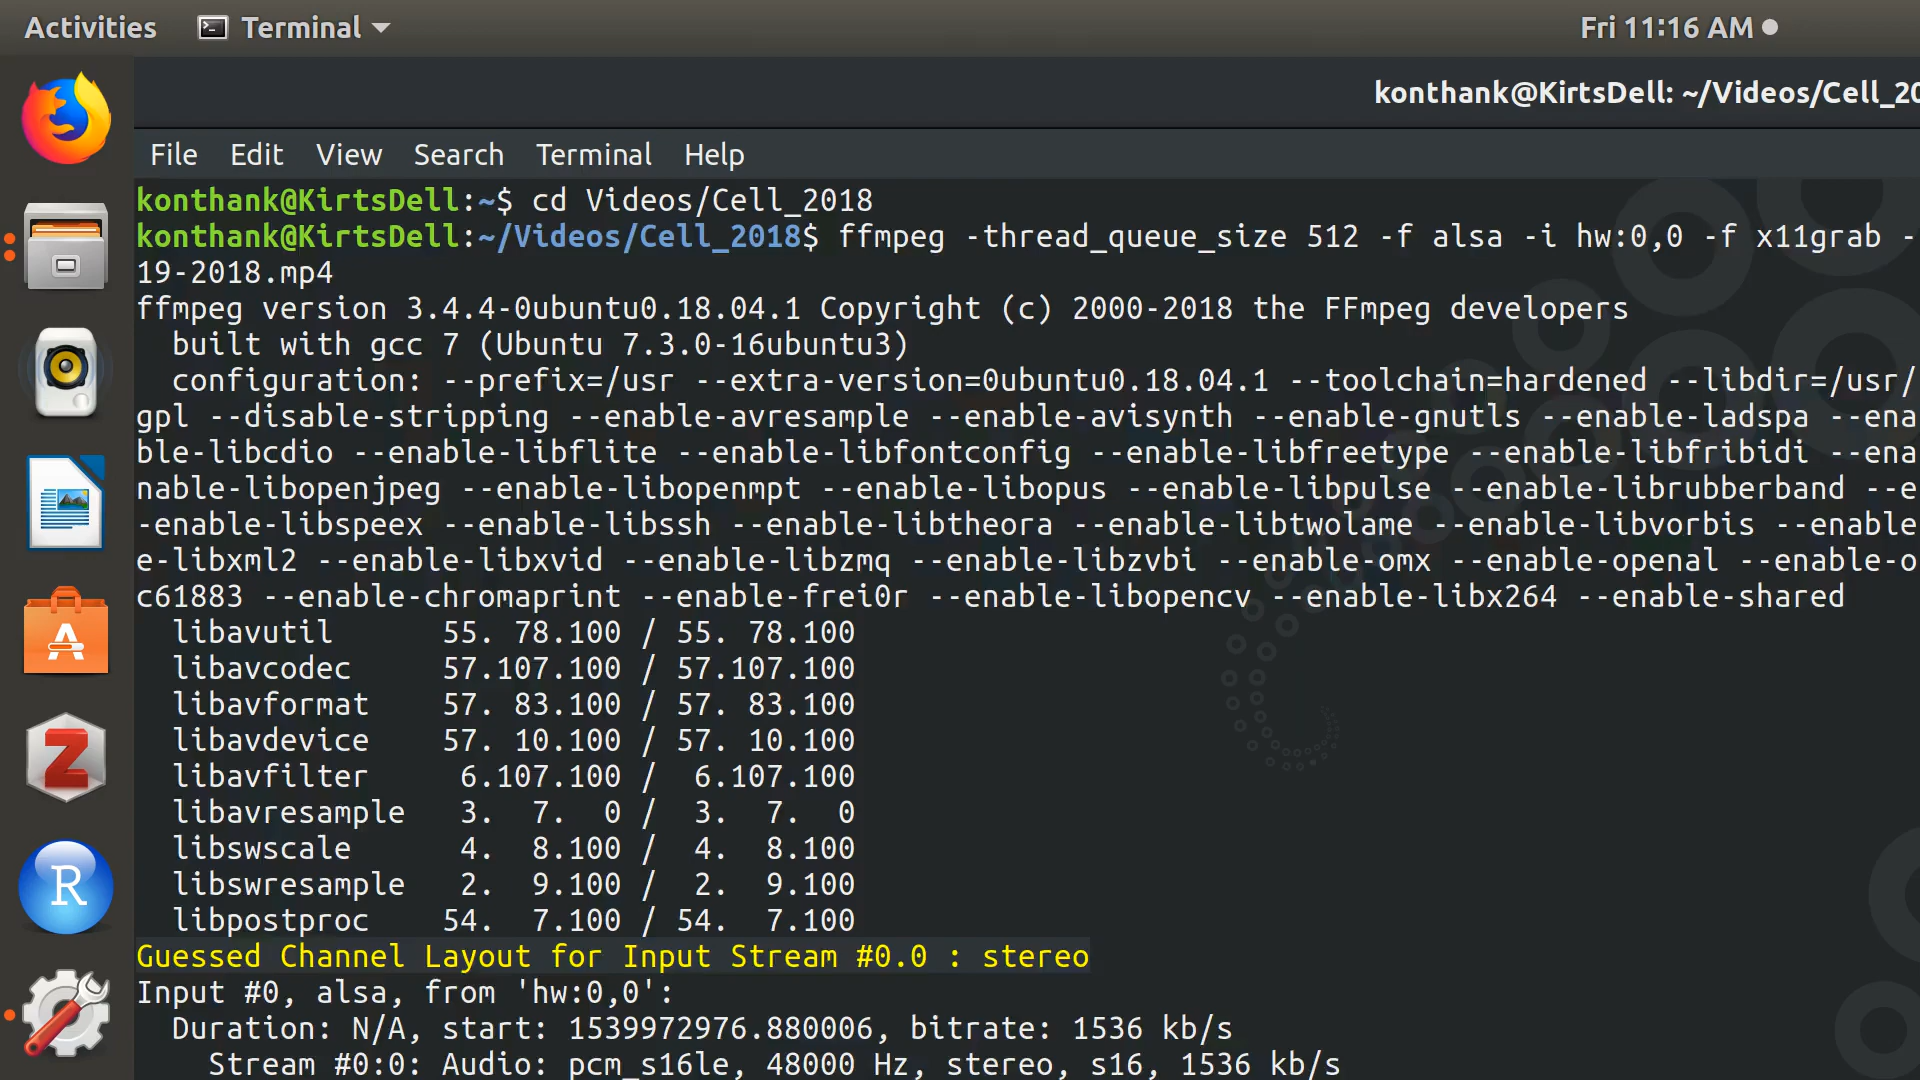 Activities Terminal Fri 11:16 AM
konthank@KirtsDell: ~/Videos/Cell_20
File Edit View Search Terminal Help
konthank@KirtsDell:~$ cd Videos/Cell_2018
konthank@KirtsDell:~/Videos/Cell_2018$ ffmpeg -thread_queue_size 512 -f alsa -i hw:0,0 -f x11grab -
19-2018.mp4
ffmpeg version 3.4.4-0ubuntu0.18.04.1 Copyright (c) 2000-2018 the FFmpeg developers
  built with gcc 7 (Ubuntu 7.3.0-16ubuntu3)
  configuration: --prefix=/usr --extra-version=0ubuntu0.18.04.1 --toolchain=hardened --libdir=/usr/
gpl --disable-stripping --enable-avresample --enable-avisynth --enable-gnutls --enable-ladspa --ena
ble-libcdio --enable-libflite --enable-libfontconfig --enable-libfreetype --enable-libfribidi --ena
nable-libopenjpeg --enable-libopenmpt --enable-libopus --enable-libpulse --enable-librubberband --e
-enable-libspeex --enable-libssh --enable-libtheora --enable-libtwolame --enable-libvorbis --enable
e-libxml2 --enable-libxvid --enable-libzmq --enable-libzvbi --enable-omx --enable-openal --enable-o
c61883 --enable-chromaprint --enable-frei0r --enable-libopencv --enable-libx264 --enable-shared
  libavutil      55. 78.100 / 55. 78.100
  libavcodec     57.107.100 / 57.107.100
  libavformat    57. 83.100 / 57. 83.100
  libavdevice    57. 10.100 / 57. 10.100
  libavfilter     6.107.100 /  6.107.100
  libavresample   3.  7.  0 /  3.  7.  0
  libswscale      4.  8.100 /  4.  8.100
  libswresample   2.  9.100 /  2.  9.100
  libpostproc    54.  7.100 / 54.  7.100
Guessed Channel Layout for Input Stream #0.0 : stereo
Input #0, alsa, from 'hw:0,0':
  Duration: N/A, start: 1539972976.880006, bitrate: 1536 kb/s
    Stream #0:0: Audio: pcm_s16le, 48000 Hz, stereo, s16, 1536 kb/s